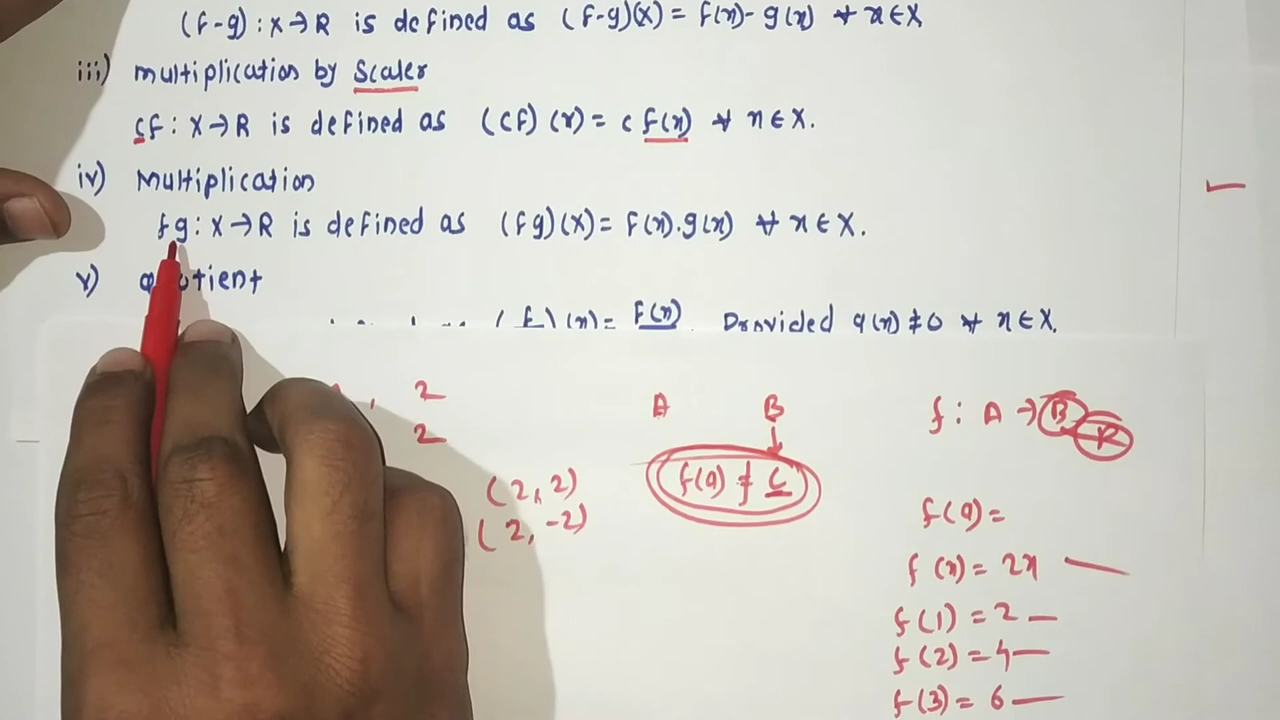 (f-g) : X→R is defined as (f-g)(x) = f(x) - g(x) ∀ x ∈ X
iii) multiplication by Scaler
cf : X→R is defined as (cf)(x) = c f(x) ∀ x ∈ X.
iv) Multiplication
fg : X→R is defined as (fg)(x) = f(x).g(x) ∀ x ∈ X.
v) quotient
(f)(x) = f(x) Provided g(x) ≠ 0 ∀ x ∈ X.
, 2
2
(2, 2)
(2, -2)
A B
f(a) ≠ C
f : A → B R
f(a) =
f(x) = 2x
f(1) = 2
f(2) = 4
f(3) = 6